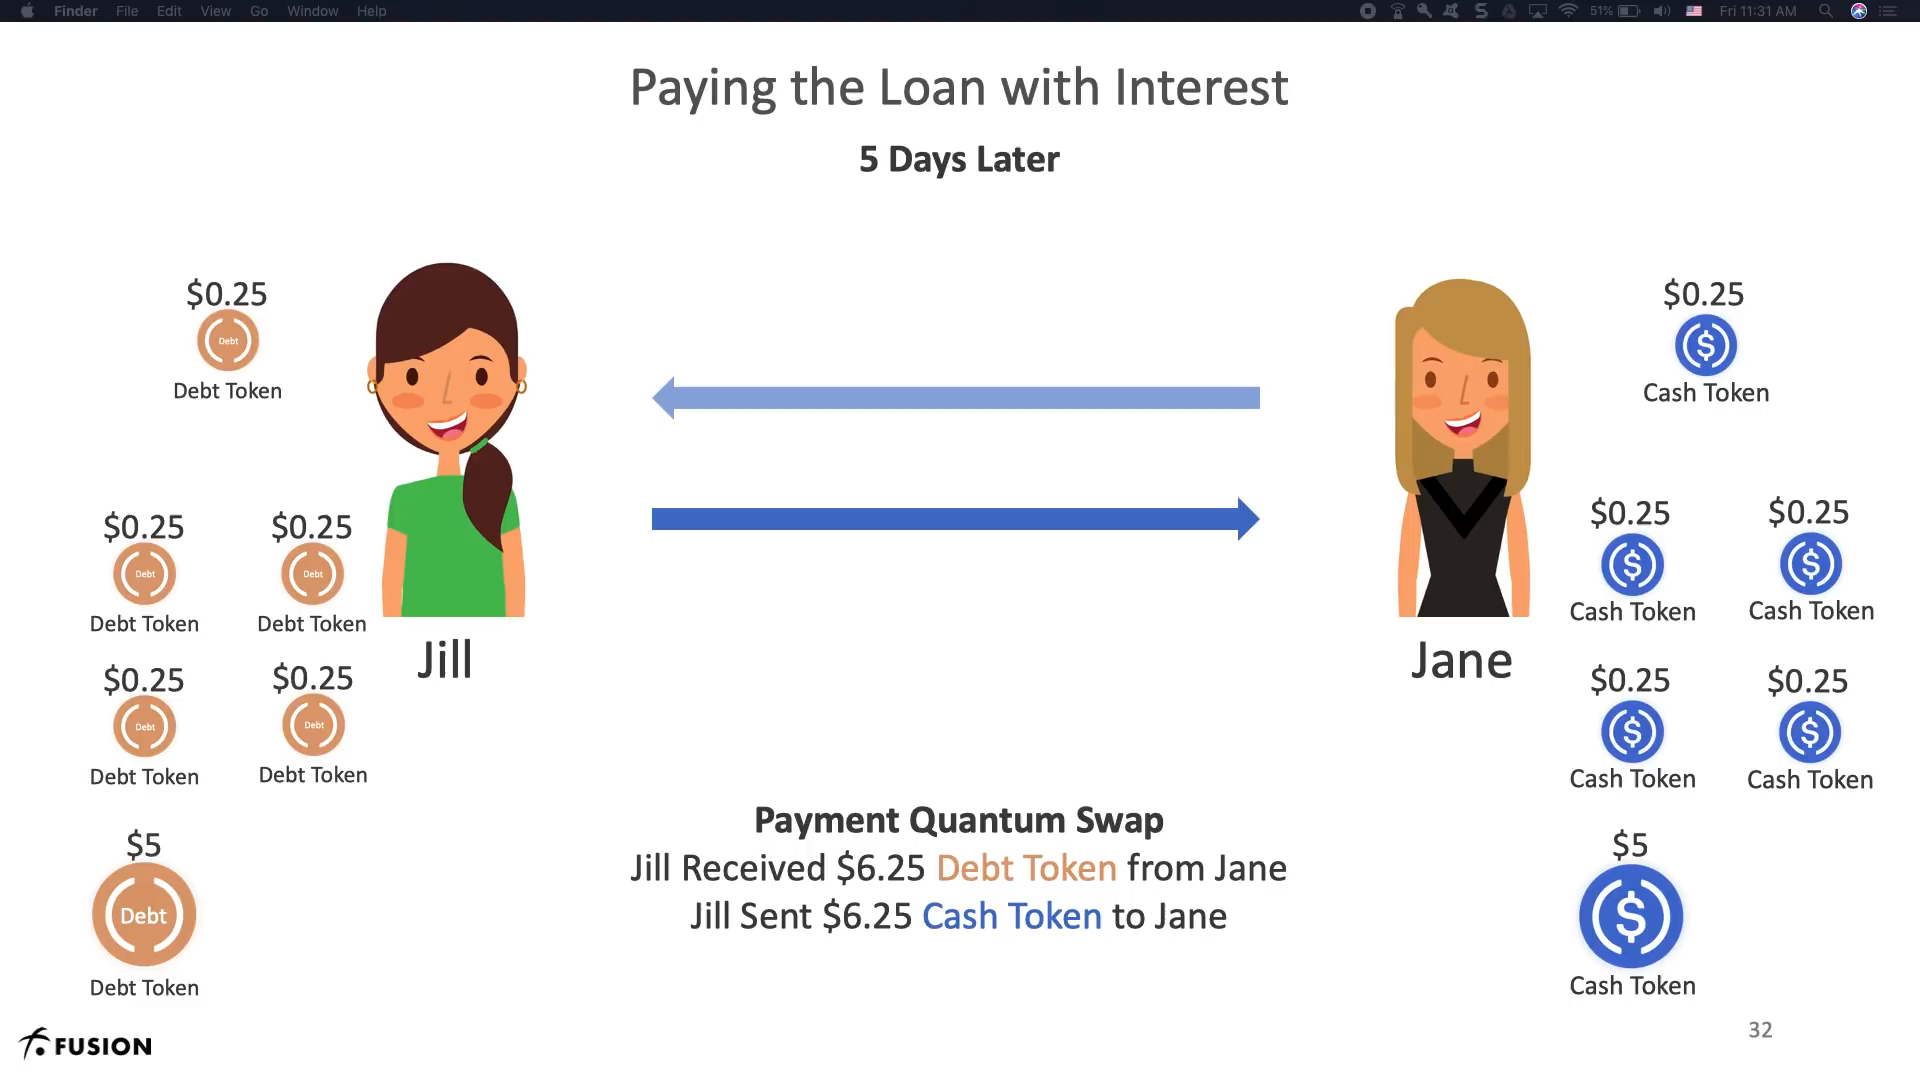 Finder File Edit View Go Window Help 51% Fri 11:31 AM
Paying the Loan with Interest
5 Days Later
$0.25
Debt
Debt Token
$0.25
$
Cash Token
$0.25 $0.25
Debt Debt
Debt Token Debt Token
$0.25 $0.25
Debt Debt
Debt Token Debt Token
$5
Debt
Debt Token
Jill
Jane
$0.25 $0.25
$ $
Cash Token Cash Token
$0.25 $0.25
$ $
Cash Token Cash Token
$5
$
Cash Token
Payment Quantum Swap
Jill Received $6.25 Debt Token from Jane
Jill Sent $6.25 Cash Token to Jane
FUSION
32